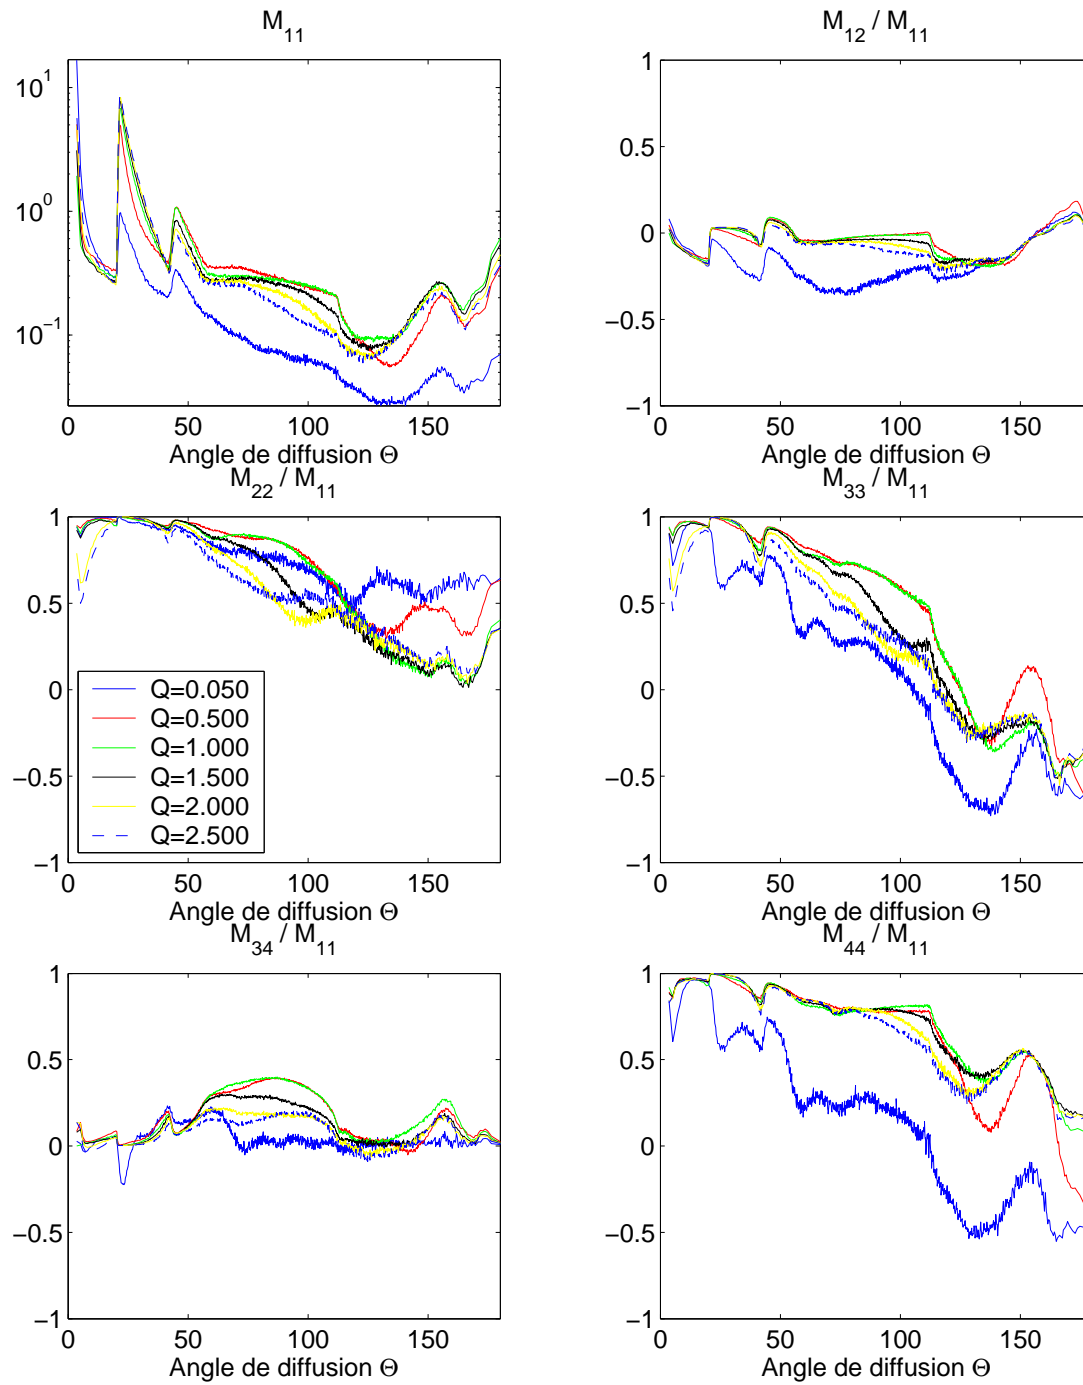 M11
M12 / M11
10^1
10^0
10^−1
0 50 100 150
Angle de diffusion Θ
1
0.5
0
−0.5
−1
0 50 100 150
Angle de diffusion Θ
M22 / M11
M33 / M11
1
0.5
0
−0.5
−1
0 50 100 150
Angle de diffusion Θ
Q=0.050
Q=0.500
Q=1.000
Q=1.500
Q=2.000
Q=2.500
1
0.5
0
−0.5
−1
0 50 100 150
Angle de diffusion Θ
M34 / M11
M44 / M11
1
0.5
0
−0.5
−1
0 50 100 150
Angle de diffusion Θ
1
0.5
0
−0.5
−1
0 50 100 150
Angle de diffusion Θ